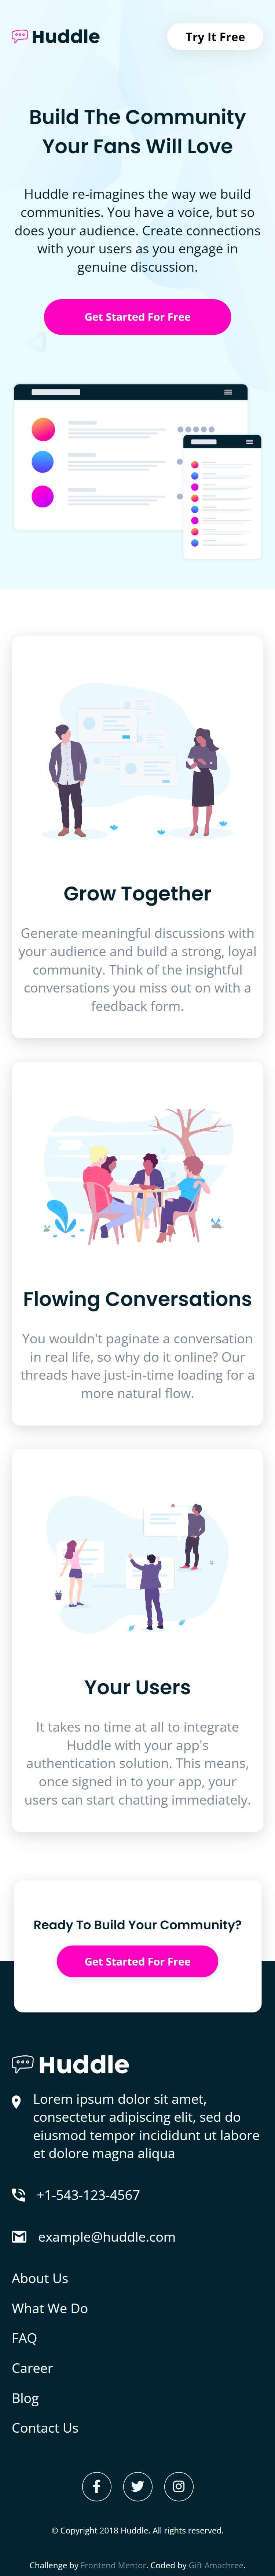 Huddle
Try It Free
Build The Community
Your Fans Will Love
Huddle re-imagines the way we build
communities. You have a voice, but so
does your audience. Create connections
with your users as you engage in
genuine discussion.
Get Started For Free
Grow Together
Generate meaningful discussions with
your audience and build a strong, loyal
community. Think of the insightful
conversations you miss out on with a
feedback form.
Flowing Conversations
You wouldn't paginate a conversation
in real life, so why do it online? Our
threads have just-in-time loading for a
more natural flow.
Your Users
It takes no time at all to integrate
Huddle with your app's
authentication solution. This means,
once signed in to your app, your
users can start chatting immediately.
Ready To Build Your Community?
Get Started For Free
Huddle
Lorem ipsum dolor sit amet,
consectetur adipiscing elit, sed do
eiusmod tempor incididunt ut labore
et dolore magna aliqua
+1-543-123-4567
example@huddle.com
About Us
What We Do
FAQ
Career
Blog
Contact Us
© Copyright 2018 Huddle. All rights reserved.
Challenge by Frontend Mentor. Coded by Gift Amachree.